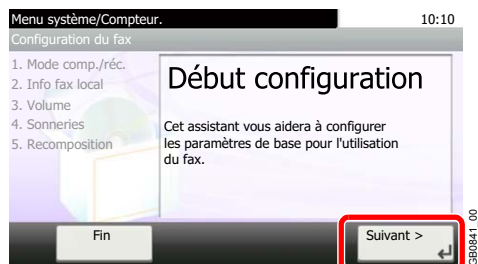 Menu système/Compteur.
10:10
Configuration du fax
1. Mode comp./réc.
2. Info fax local
3. Volume
4. Sonneries
5. Recomposition
Début configuration
Cet assistant vous aidera à configurer
les paramètres de base pour l'utilisation
du fax.
Fin
Suivant >
GB0841_00